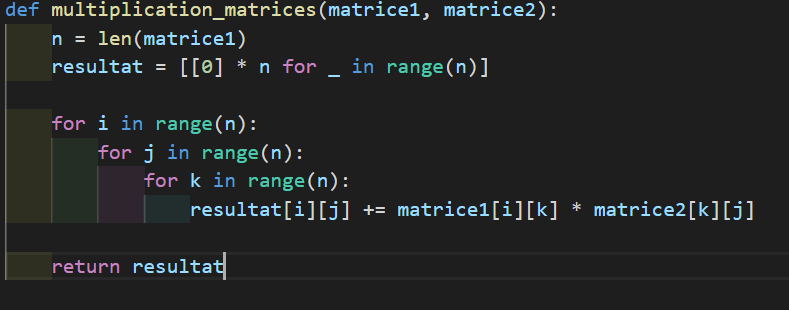 def multiplication_matrices(matrice1, matrice2):
    n = len(matrice1)
    resultat = [[0] * n for _ in range(n)]
    for i in range(n):
        for j in range(n):
            for k in range(n):
                resultat[i][j] += matrice1[i][k] * matrice2[k][j]
    return resultat